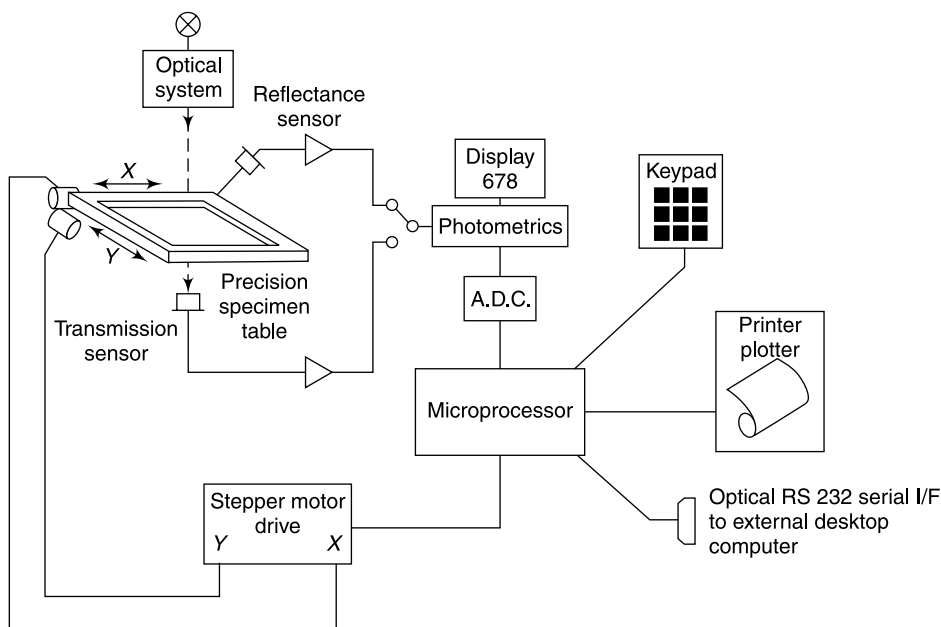 Optical
system
Reflectance
sensor
Display
678
Keypad
X
Photometrics
Y
Precision
specimen
table
A.D.C.
Transmission
sensor
Printer
plotter
Microprocessor
Stepper motor
drive
Y X
Optical RS 232 serial I/F
to external desktop
computer